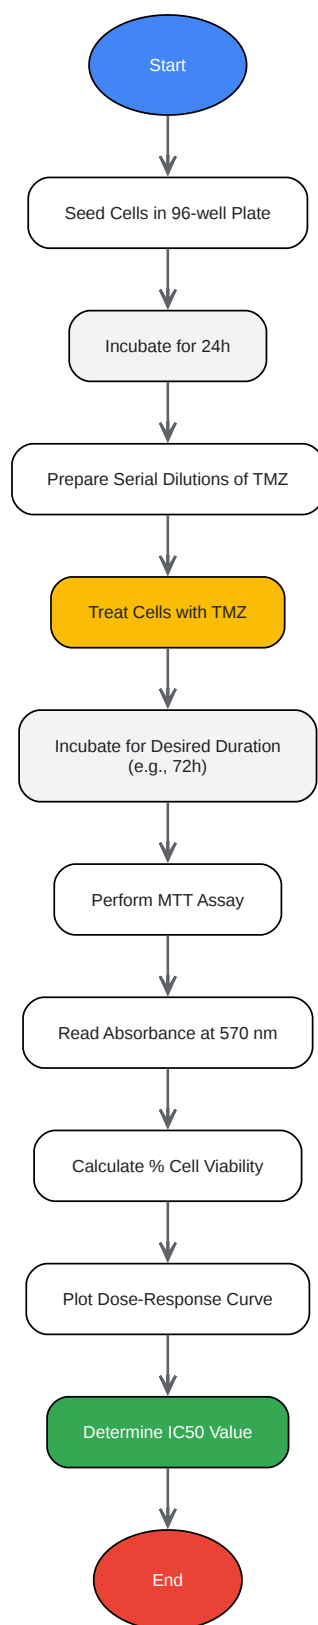 Start
Seed Cells in 96-well Plate
Incubate for 24h
Prepare Serial Dilutions of TMZ
Treat Cells with TMZ
Incubate for Desired Duration
(e.g., 72h)
Perform MTT Assay
Read Absorbance at 570 nm
Calculate % Cell Viability
Plot Dose-Response Curve
Determine IC50 Value
End